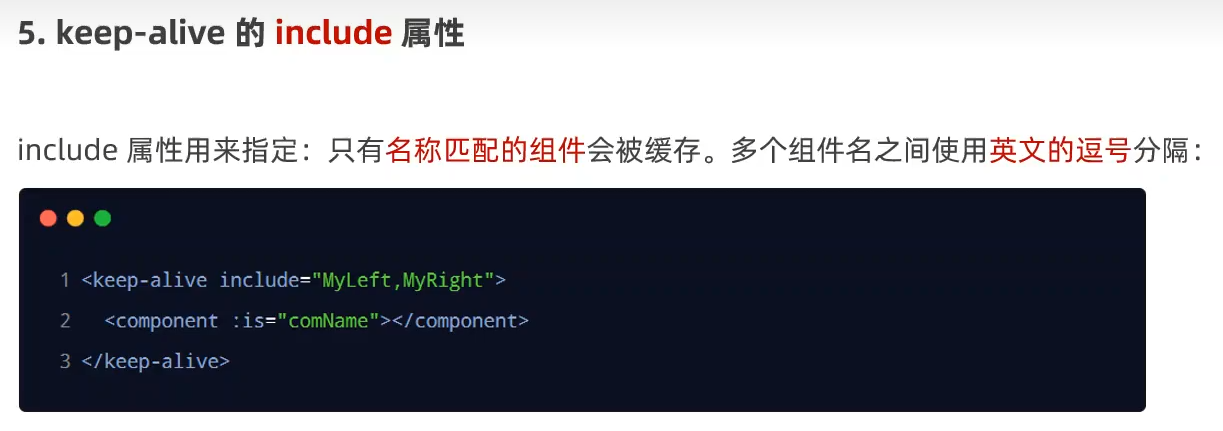 5. keep-alive 的 include 属性
include 属性用来指定：只有名称匹配的组件会被缓存。多个组件名之间使用英文的逗号分隔：
1 <keep-alive include="MyLeft,MyRight">
2   <component :is="comName"></component>
3 </keep-alive>